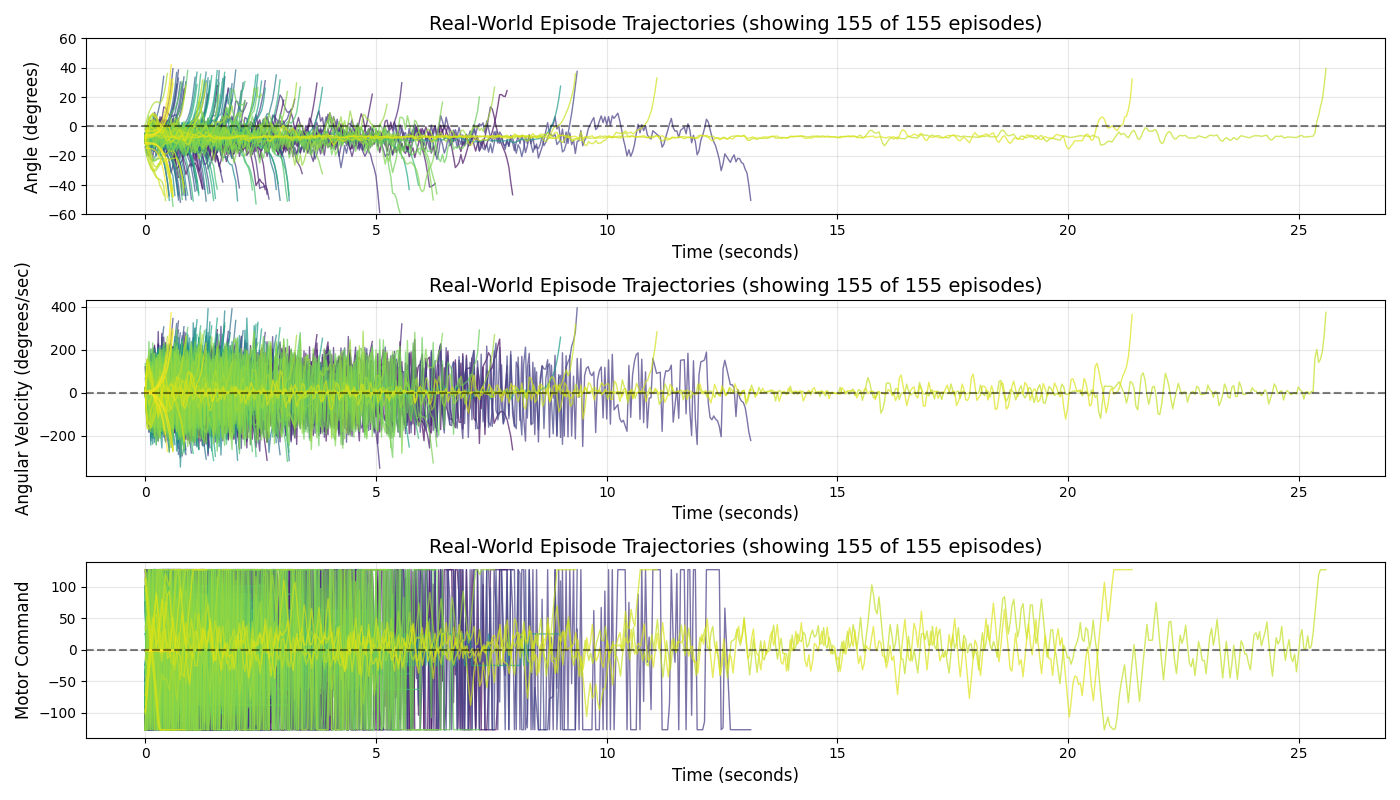 Real-World Episode Trajectories (showing 155 of 155 episodes)
Angle (degrees)
60
40
20
0
−20
−40
−60
0 5 10 15 20 25
Time (seconds)
Real-World Episode Trajectories (showing 155 of 155 episodes)
Angular Velocity (degrees/sec)
400
200
0
−200
0 5 10 15 20 25
Time (seconds)
Real-World Episode Trajectories (showing 155 of 155 episodes)
Motor Command
100
50
0
−50
−100
0 5 10 15 20 25
Time (seconds)